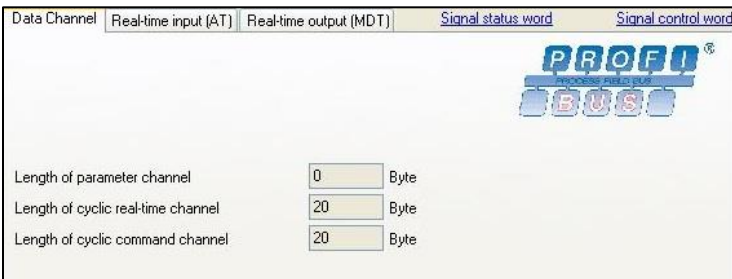 Data Channel Real-time input (AT) Real-time output (MDT) Signal status word Signal control word
PROFI ®
PROCESS FIELD BUS
BUS
Length of parameter channel 0 Byte
Length of cyclic real-time channel 20 Byte
Length of cyclic command channel 20 Byte